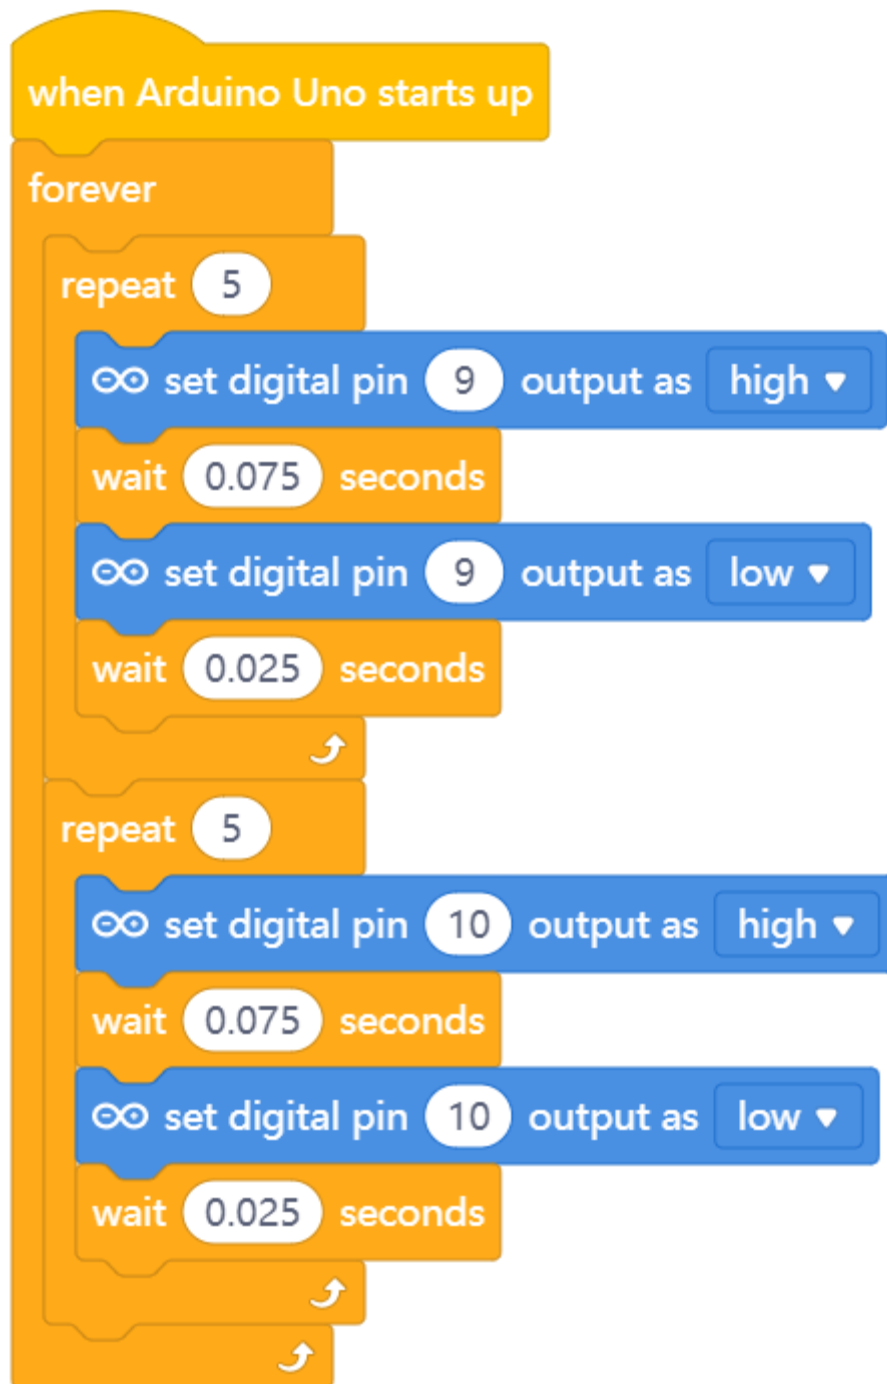 when Arduino Uno starts up
forever
repeat 5
set digital pin 9 output as high
wait 0.075 seconds
set digital pin 9 output as low
wait 0.025 seconds
repeat 5
set digital pin 10 output as high
wait 0.075 seconds
set digital pin 10 output as low
wait 0.025 seconds